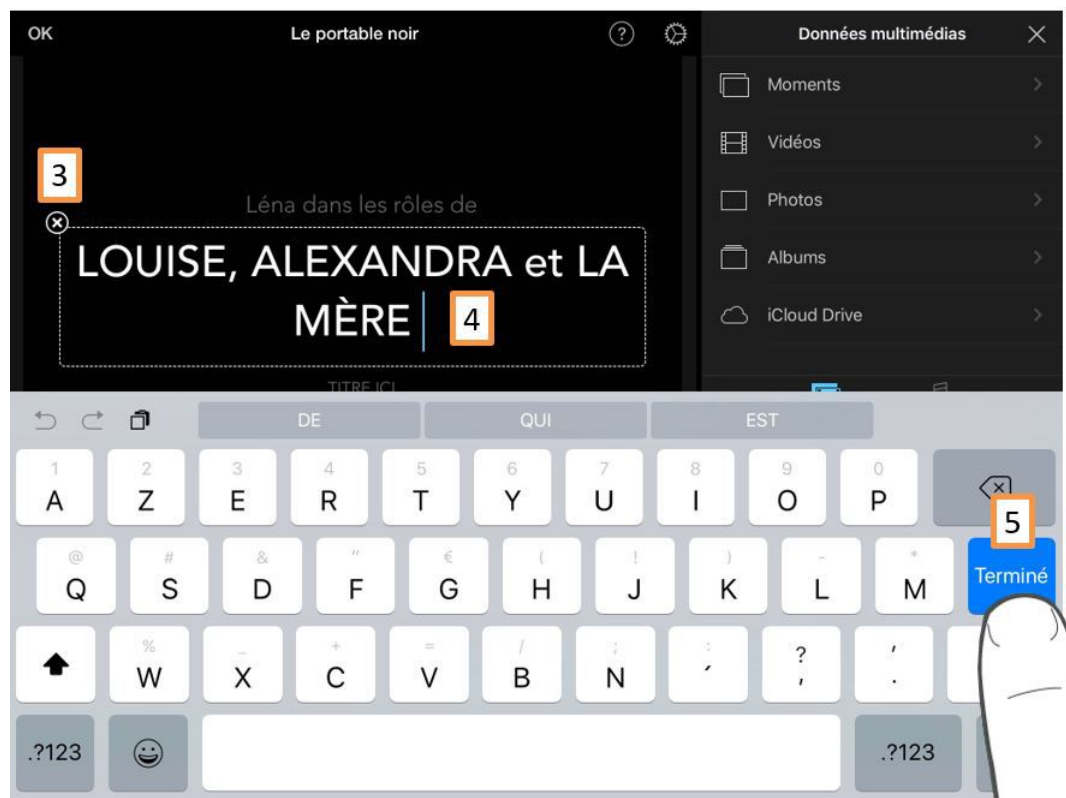 OK
Le portable noir
?
Données multimédias
Moments
Vidéos
Photos
Albums
iCloud Drive
3
Léna dans les rôles de
LOUISE, ALEXANDRA et LA
MÈRE
4
TITRE ICI
DE QUI EST
1 2 3 4 5 6 7 8 9 0
A Z E R T Y U I O P
5
@ # & " € ( ! ) - *
Q S D F G H J K L M
Terminé
% - + = / ; : ? '
W X C V B N ´ , .
.?123
.?123